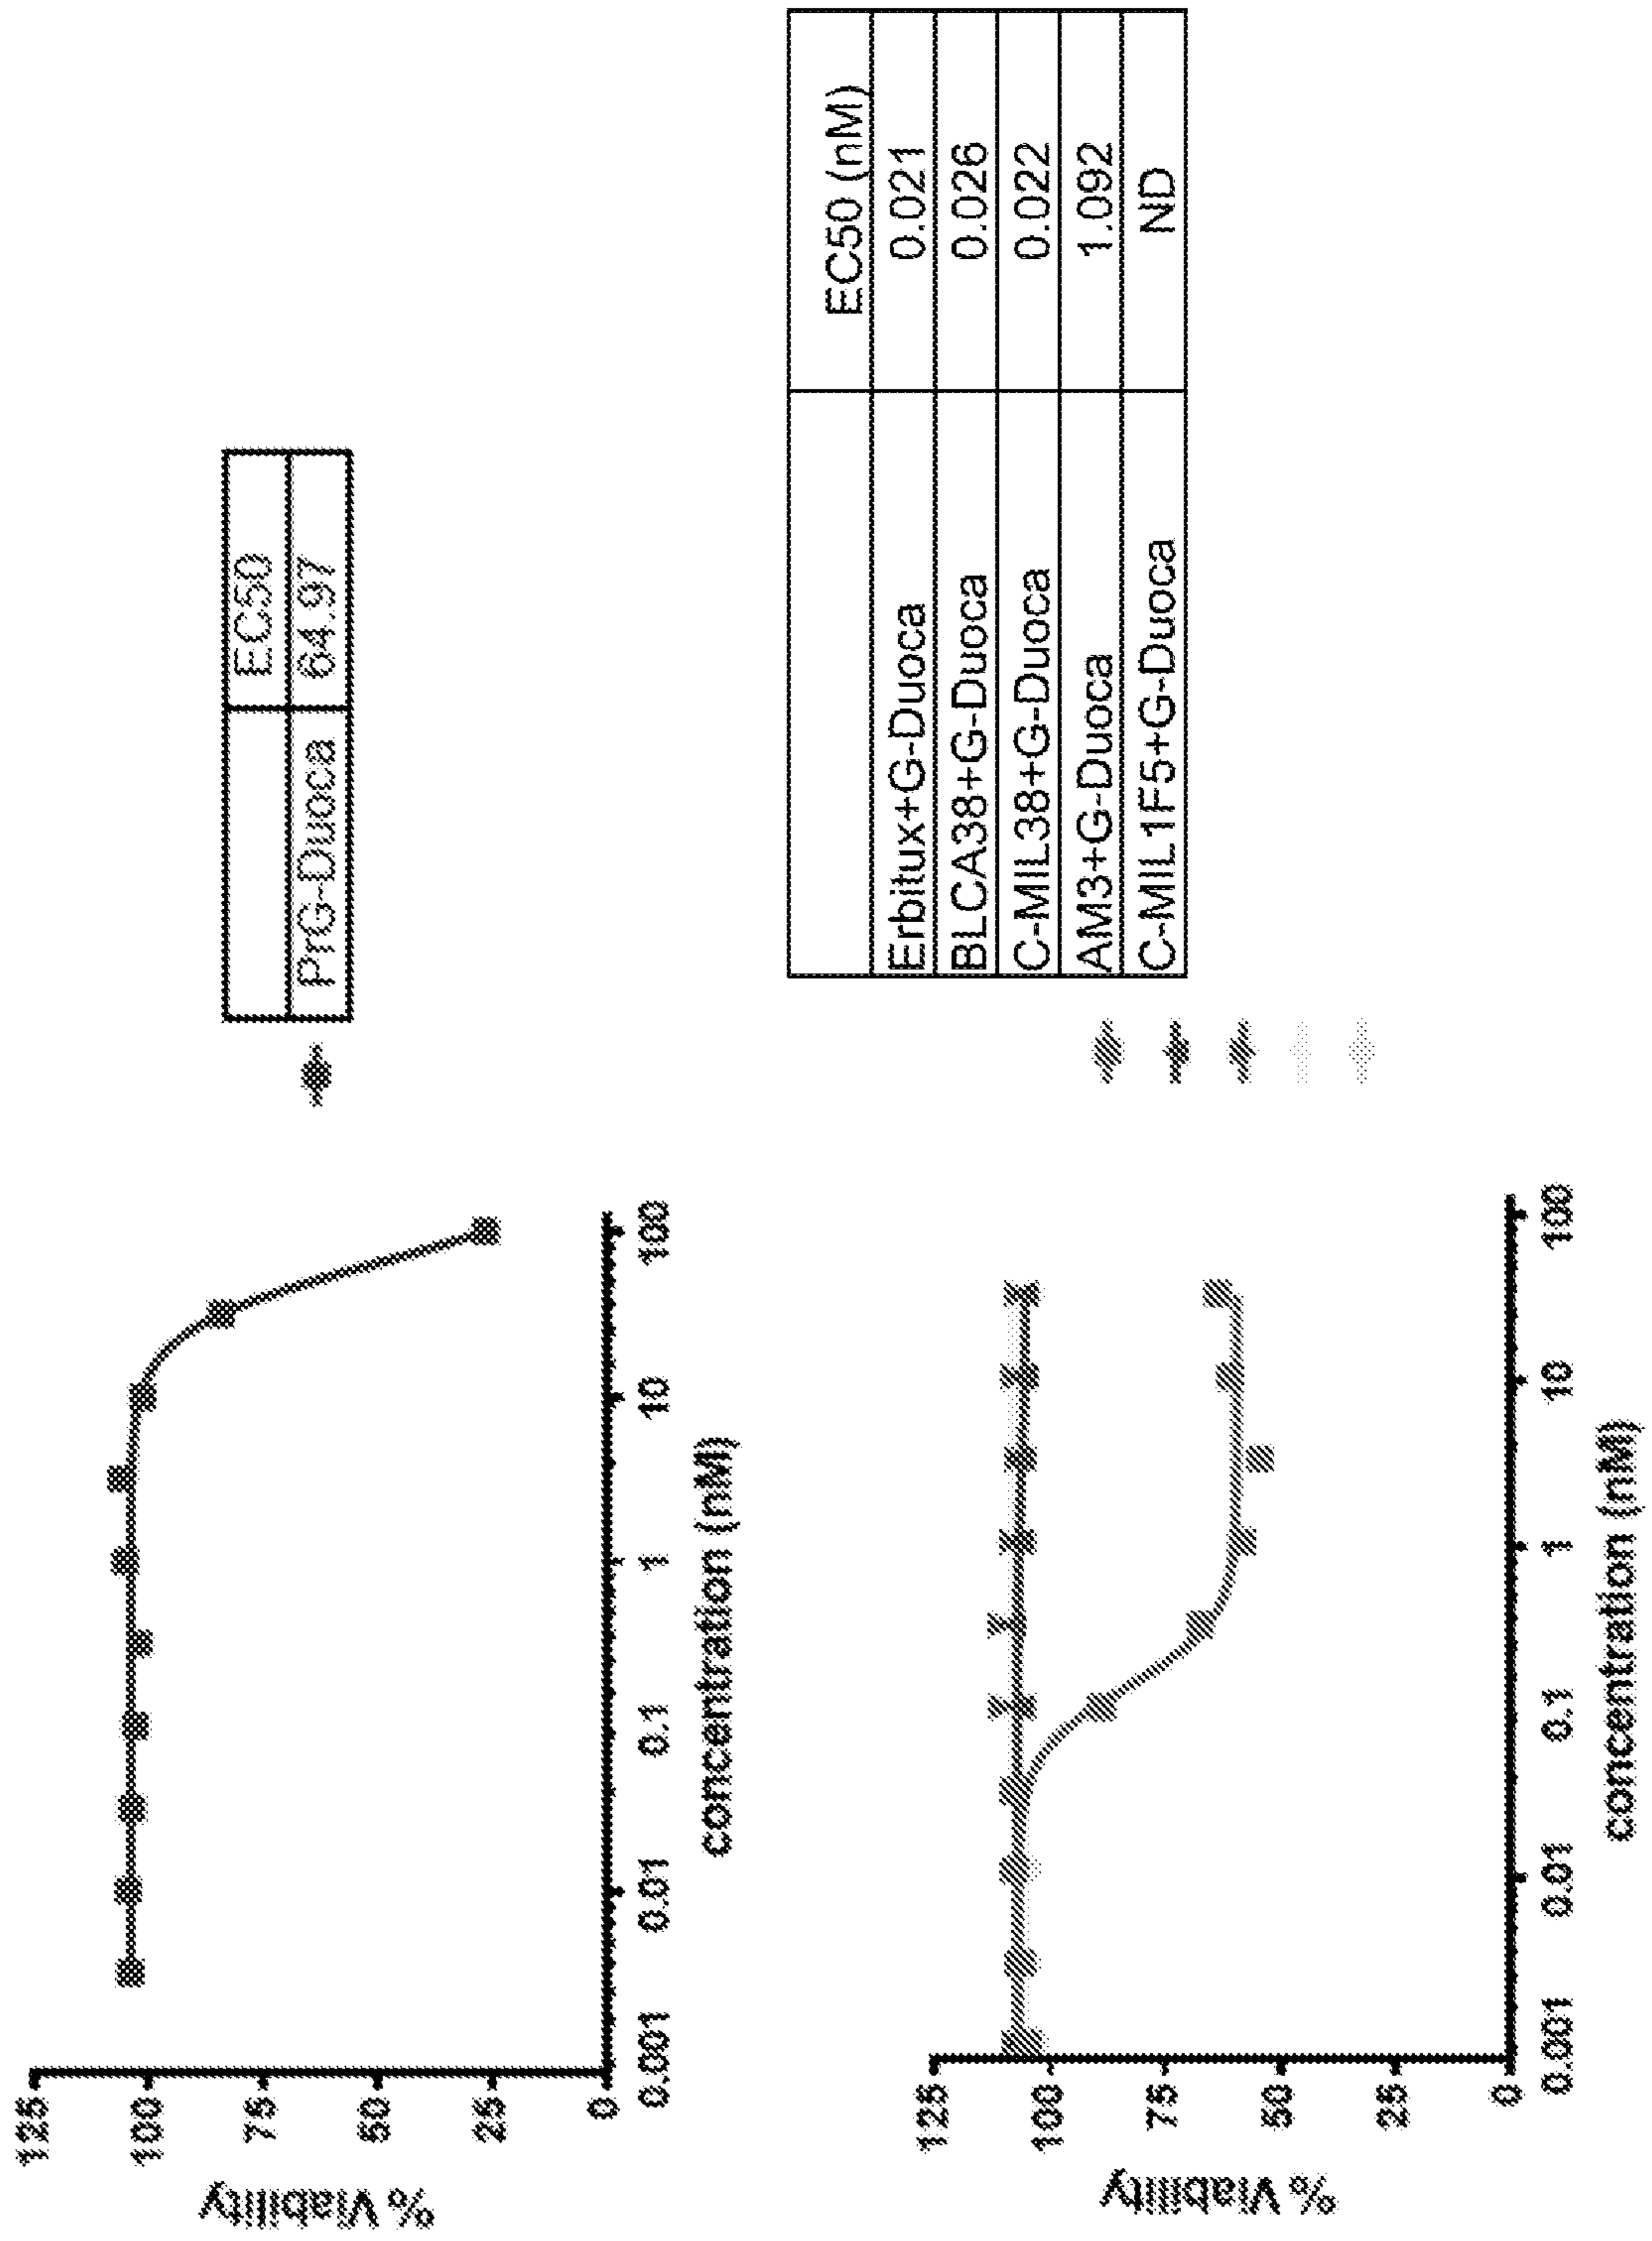 % Viability
125
100
75
50
25
0
0.001
0.01
0.1
1
10
100
concentration (nM)
EC50
PrG-Duoca 64.97
% Viability
125
100
75
50
25
0
0.001
0.01
0.1
1
10
100
concentration (nM)
EC50 (nM)
Erbitux+G-Duoca 0.021
BLCA38+G-Duoca 0.026
C-MIL38+G-Duoca 0.022
AM3+G-Duoca 1.092
C-MIL1F5+G-Duoca ND